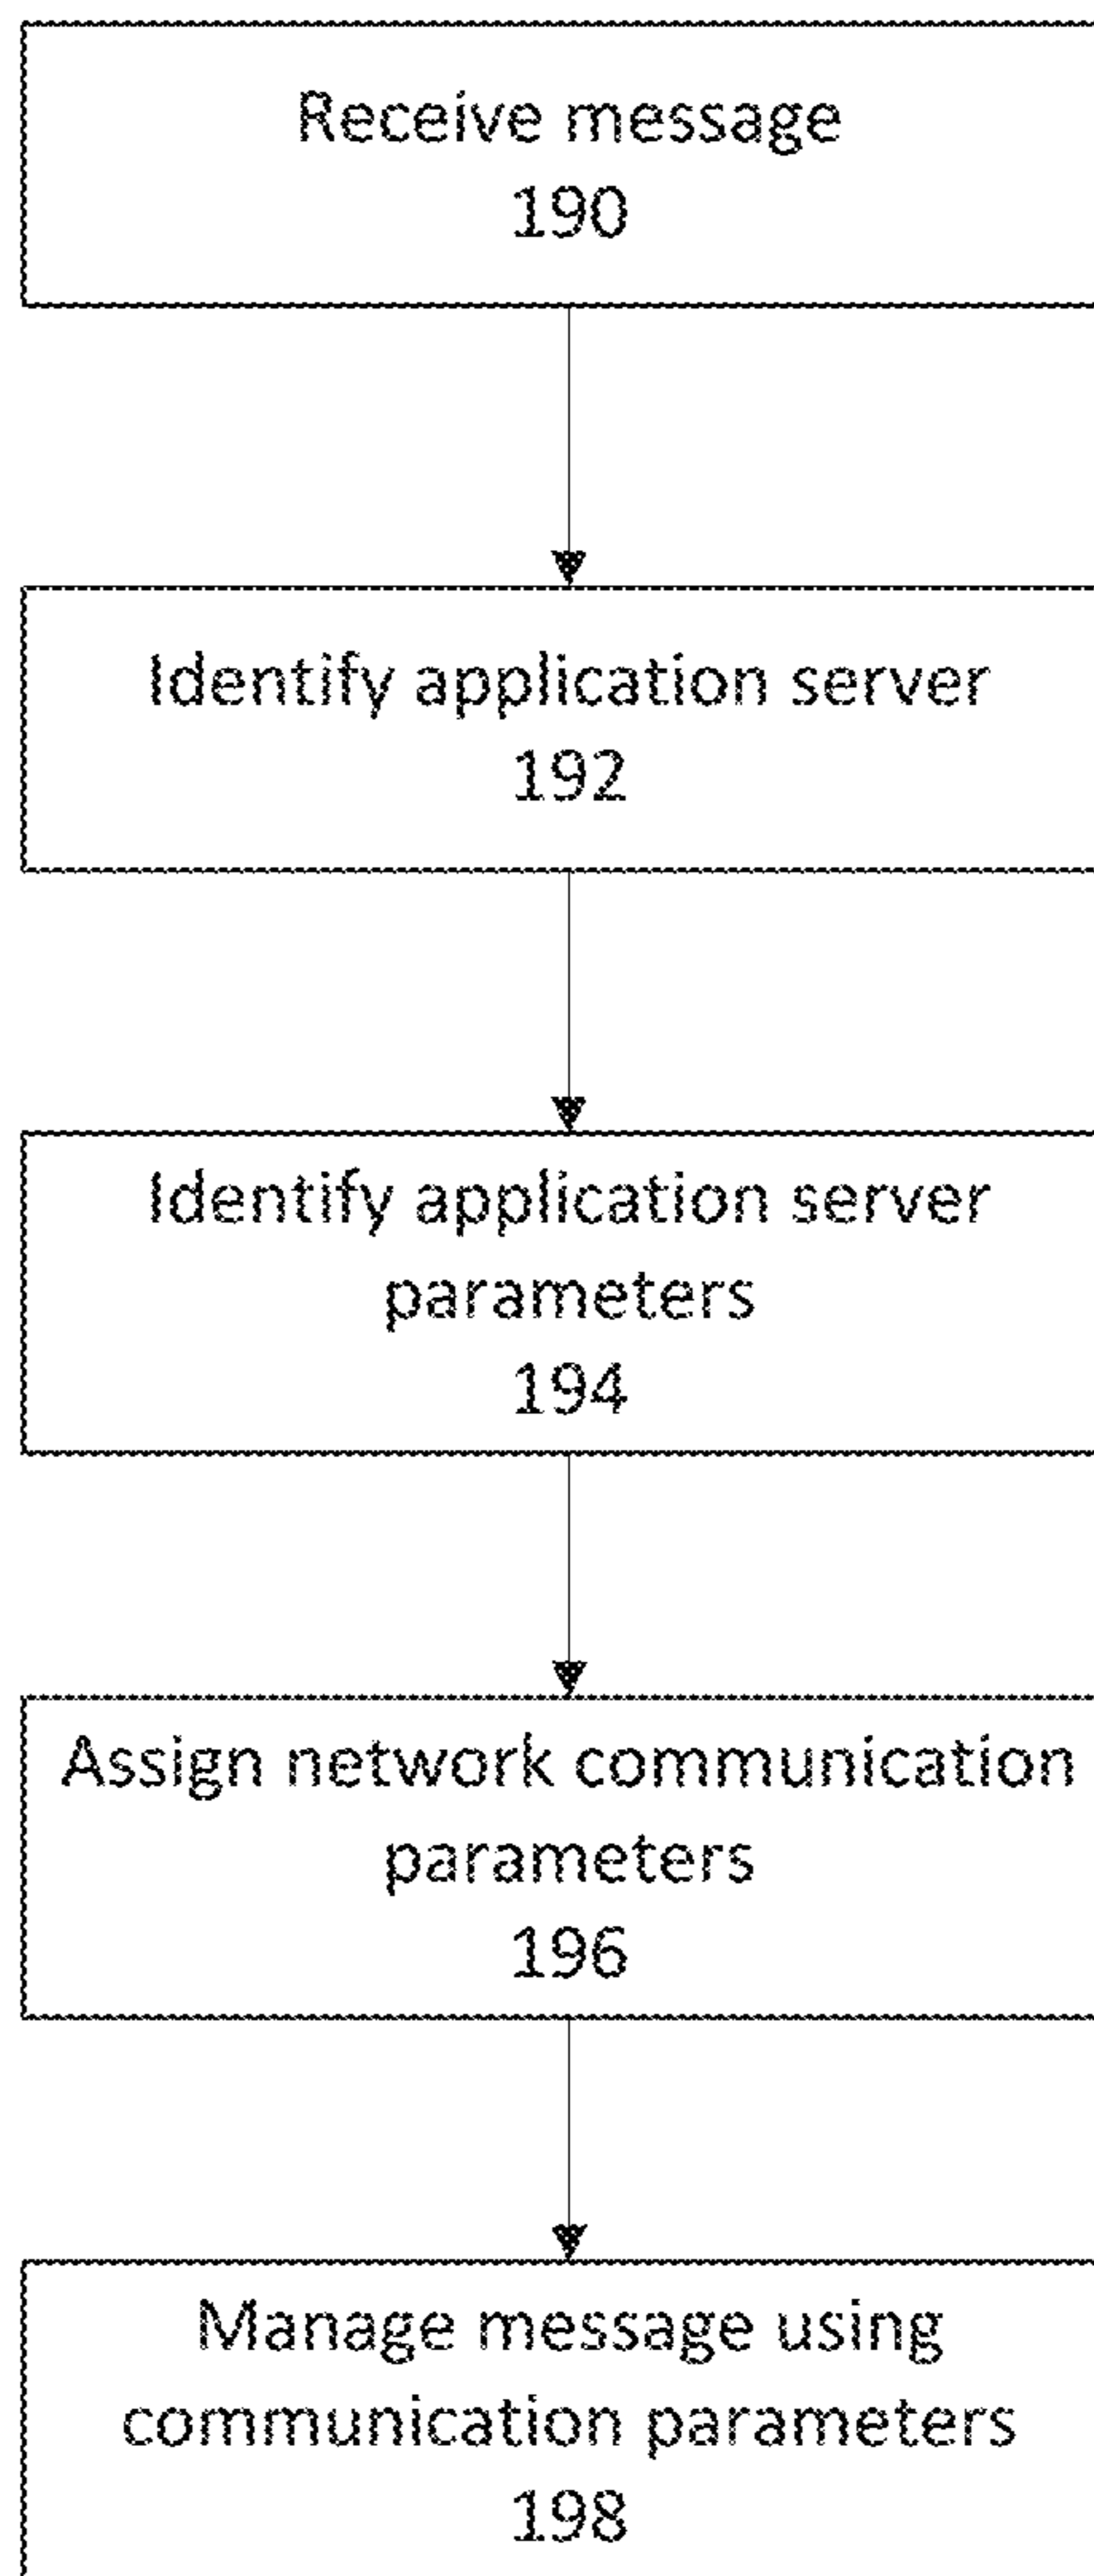 Receive message
190
Identify application server
192
Identify application server
parameters
194
Assign network communication
parameters
196
Manage message using
communication parameters
198